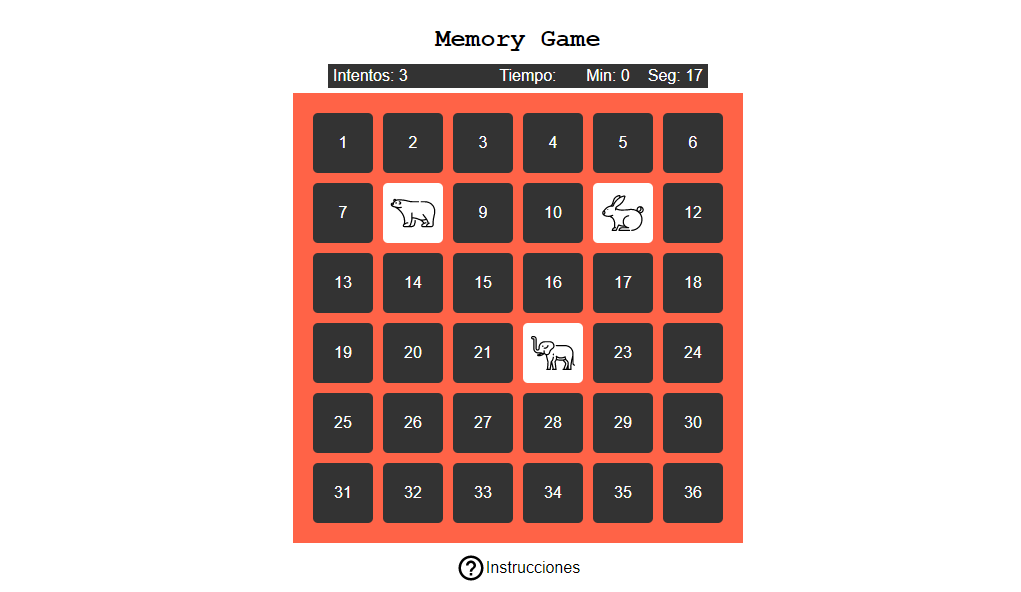 Memory Game
Intentos: 3 Tiempo: Min: 0 Seg: 17
1 2 3 4 5 6
7 9 10 12
13 14 15 16 17 18
19 20 21 23 24
25 26 27 28 29 30
31 32 33 34 35 36
? Instrucciones